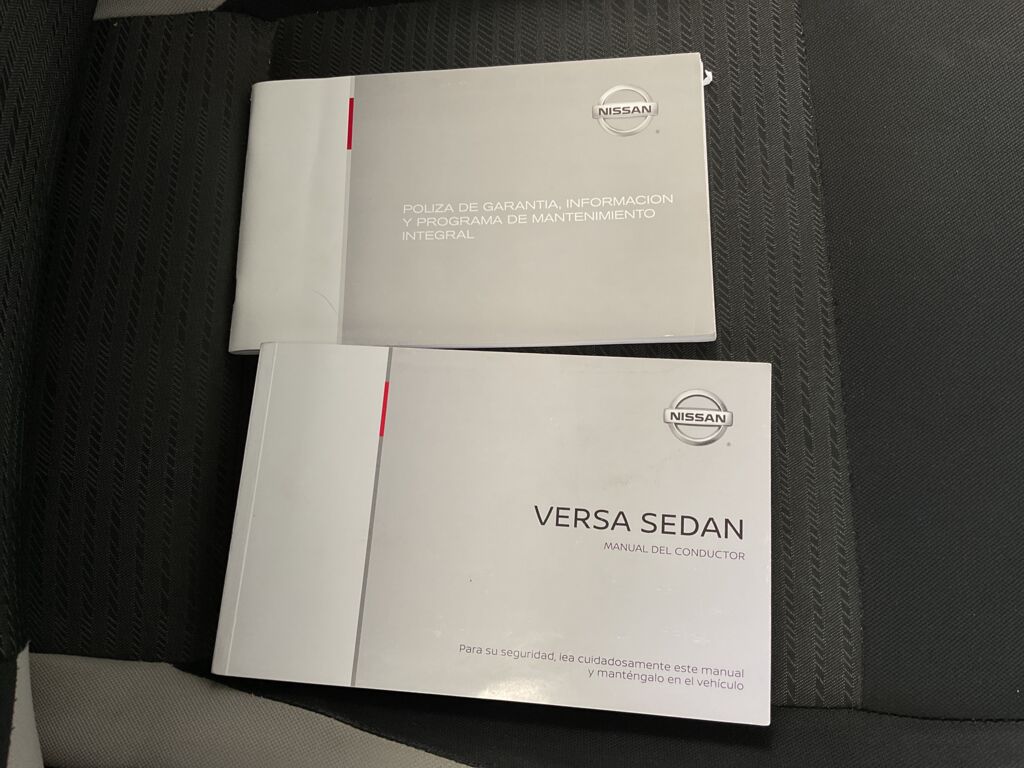 NISSAN
POLIZA DE GARANTIA, INFORMACION
Y PROGRAMA DE MANTENIMIENTO
INTEGRAL
NISSAN
VERSA SEDAN
MANUAL DEL CONDUCTOR
Para su seguridad, lea cuidadosamente este manual
y manténgalo en el vehículo